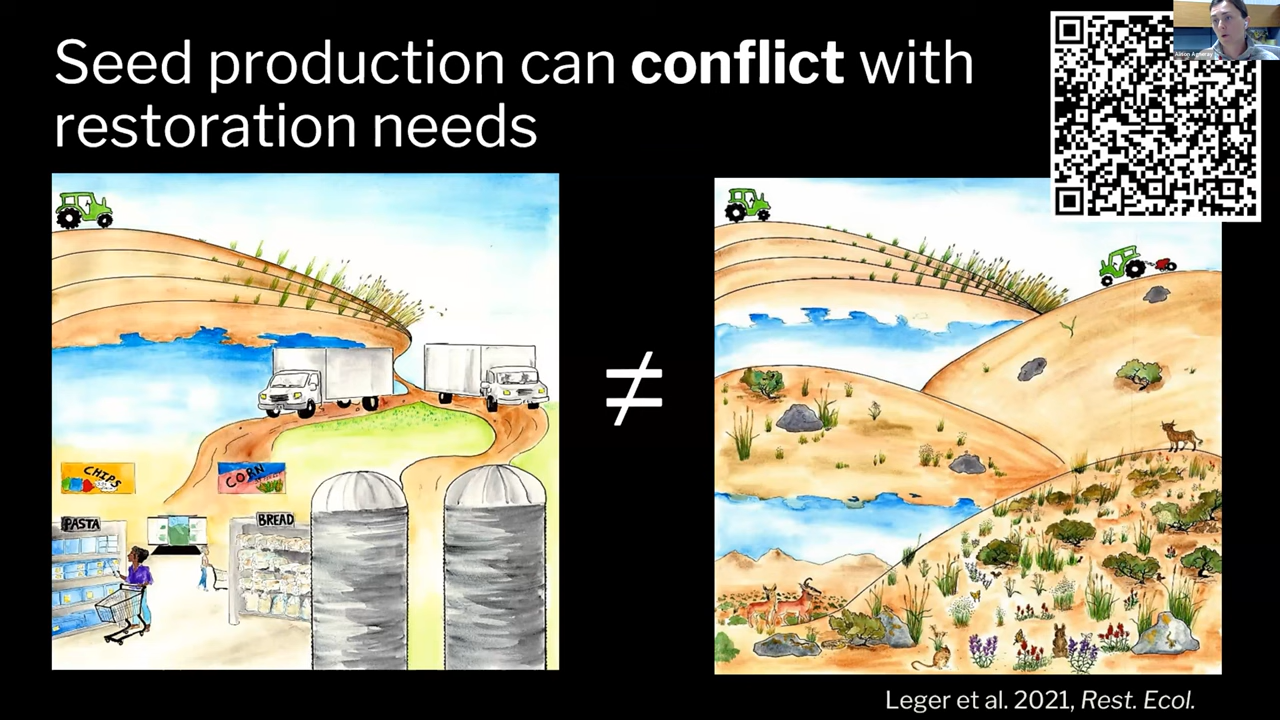 Seed production can conflict with
restoration needs
CHIPS
CORN
PASTA
BREAD
≠
Leger et al. 2021, Rest. Ecol.